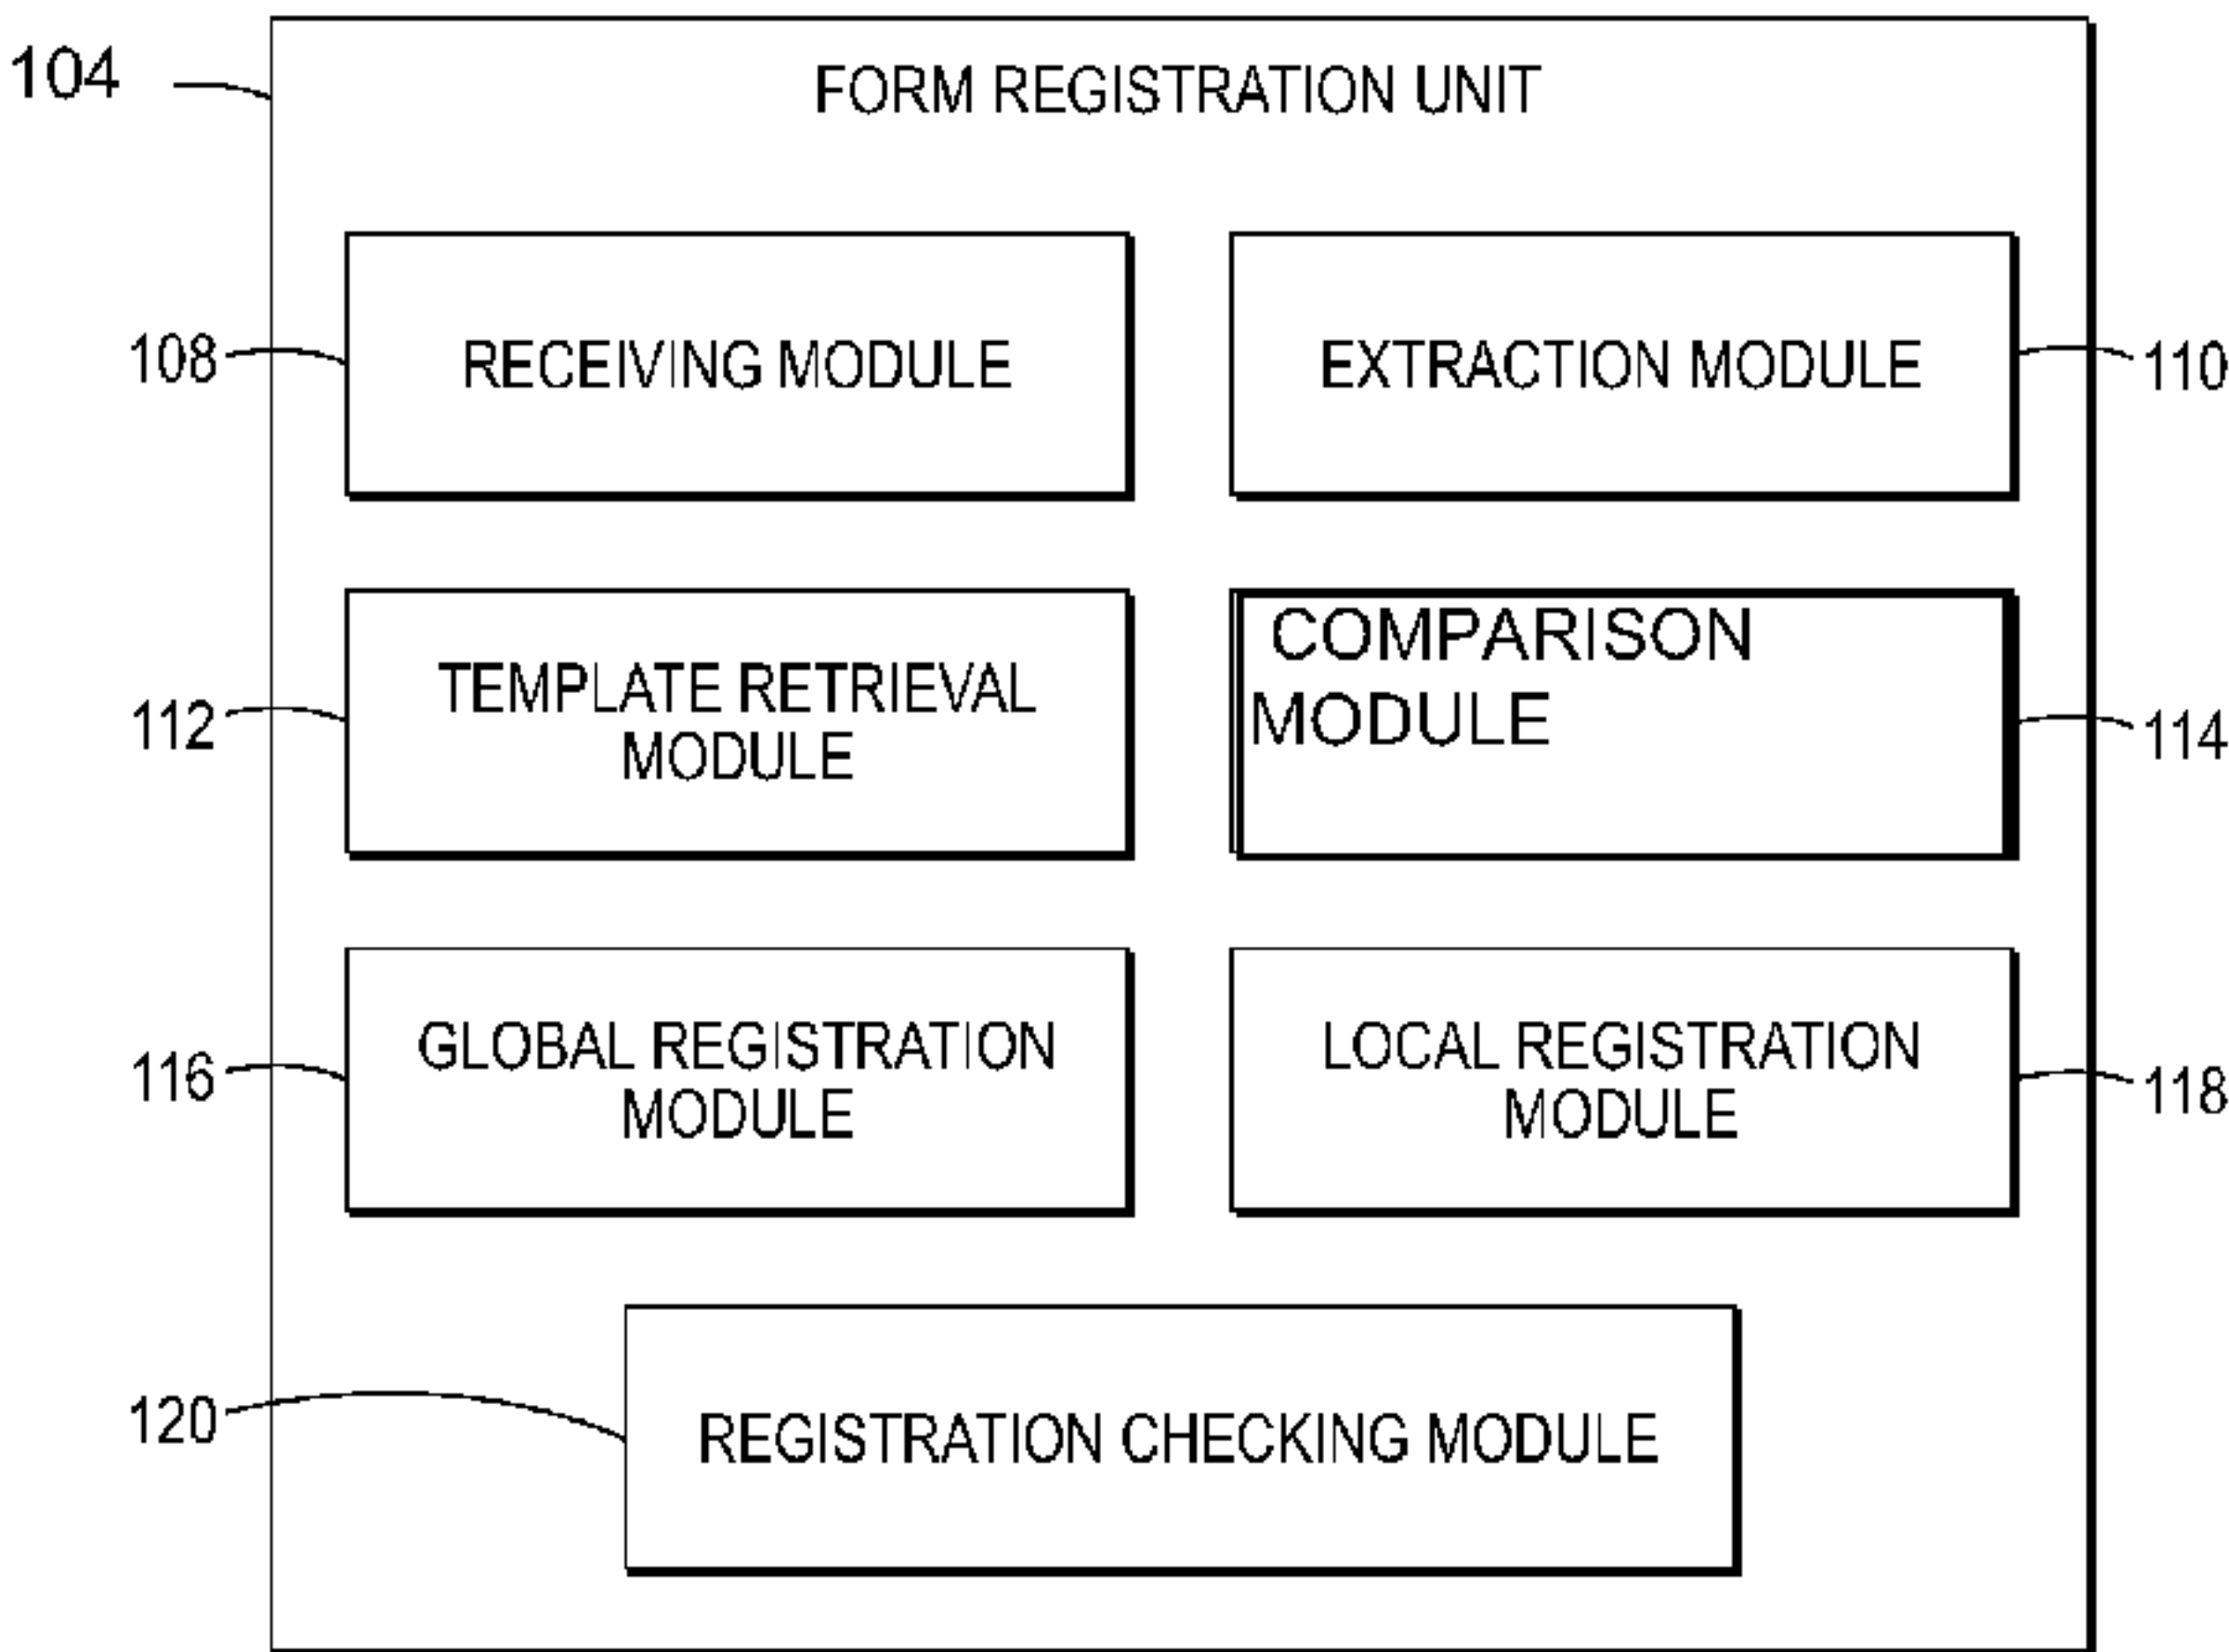 104
FORM REGISTRATION UNIT
108
RECEIVING MODULE
EXTRACTION MODULE
110
112
TEMPLATE RETRIEVAL
MODULE
COMPARISON
MODULE
114
116
GLOBAL REGISTRATION
MODULE
LOCAL REGISTRATION
MODULE
118
120
REGISTRATION CHECKING MODULE